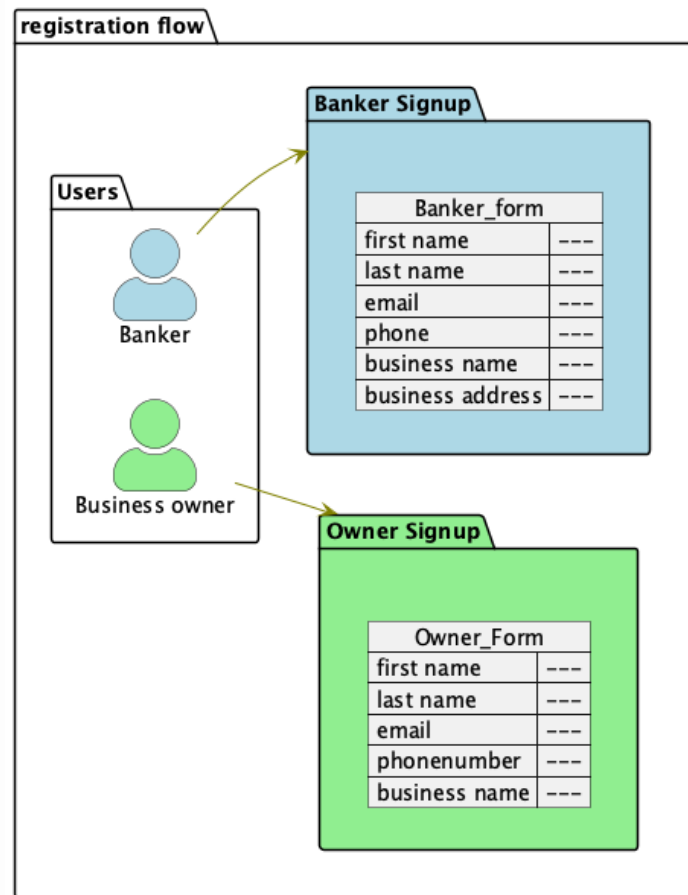 registration flow
Banker Signup
Users
Banker_form
first name ---
last name ---
email ---
phone ---
business name ---
business address ---
Banker
Business owner
Owner Signup
Owner_Form
first name ---
last name ---
email ---
phonenumber ---
business name ---